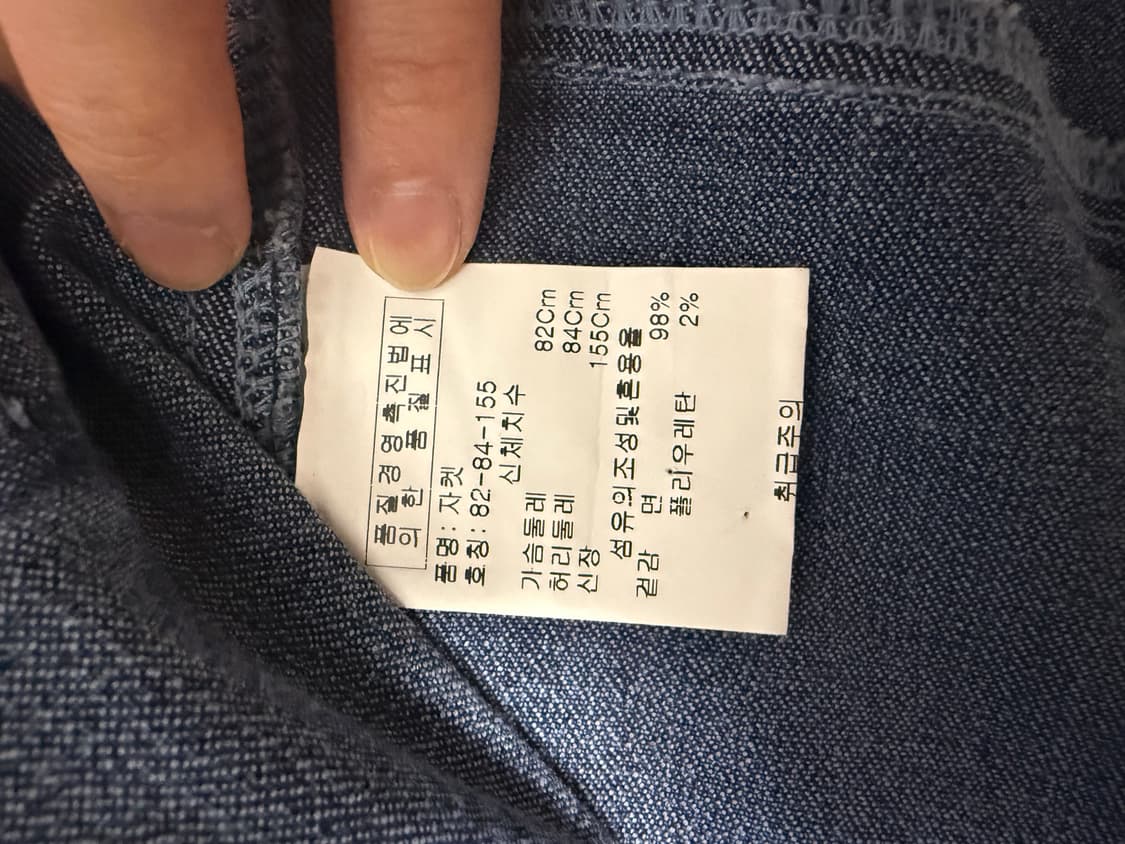 품질경영촉진법에
의한 품질표시
품명: 자켓
호칭: 82-84-155
신체치수
가슴둘레 82Cm
허리둘레 84Cm
신장 155Cm
섬유의조성및혼용율
겉감 면 98%
폴리우레탄 2%
취급주의